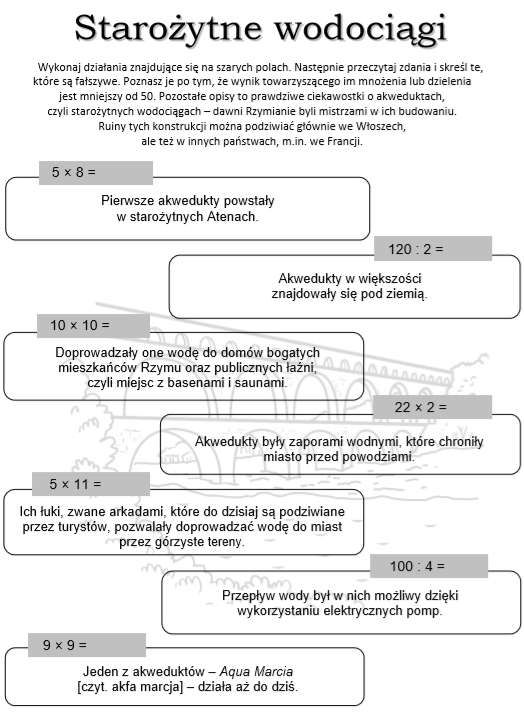 Starożytne wodociągi
Wykonaj działania znajdujące się na szarych polach. Następnie przeczytaj zdania i skreśl te,
które są fałszywe. Poznasz je po tym, że wynik towarzyszącego im mnożenia lub dzielenia
jest mniejszy od 50. Pozostałe opisy to prawdziwe ciekawostki o akweduktach,
czyli starożytnych wodociągach – dawni Rzymianie byli mistrzami w ich budowaniu.
Ruiny tych konstrukcji można podziwiać głównie we Włoszech,
ale też w innych państwach, m.in. we Francji.
5 × 8 =
Pierwsze akwedukty powstały
w starożytnych Atenach.
120 : 2 =
Akwedukty w większości
znajdowały się pod ziemią.
10 × 10 =
Doprowadzały one wodę do domów bogatych
mieszkańców Rzymu oraz publicznych łaźni,
czyli miejsc z basenami i saunami.
22 × 2 =
Akwedukty były zaporami wodnymi, które chroniły
miasto przed powodziami.
5 × 11 =
Ich łuki, zwane arkadami, które do dzisiaj są podziwiane
przez turystów, pozwalały doprowadzać wodę do miast
przez górzyste tereny.
100 : 4 =
Przepływ wody był w nich możliwy dzięki
wykorzystaniu elektrycznych pomp.
9 × 9 =
Jeden z akweduktów – Aqua Marcia
[czyt. akfa marcja] – działa aż do dziś.